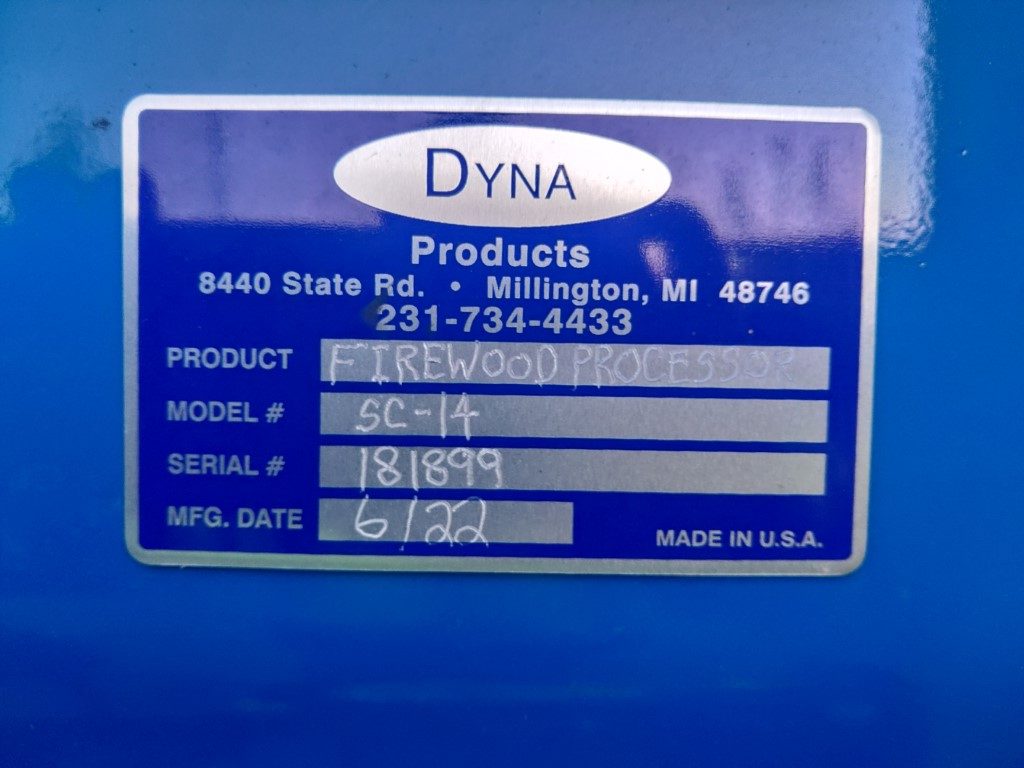 DYNA
Products
8440 State Rd. • Millington, MI 48746
231-734-4433
PRODUCT FIREWOOD PROCESSOR
MODEL # SC-14
SERIAL # 181899
MFG. DATE 6/22 MADE IN U.S.A.